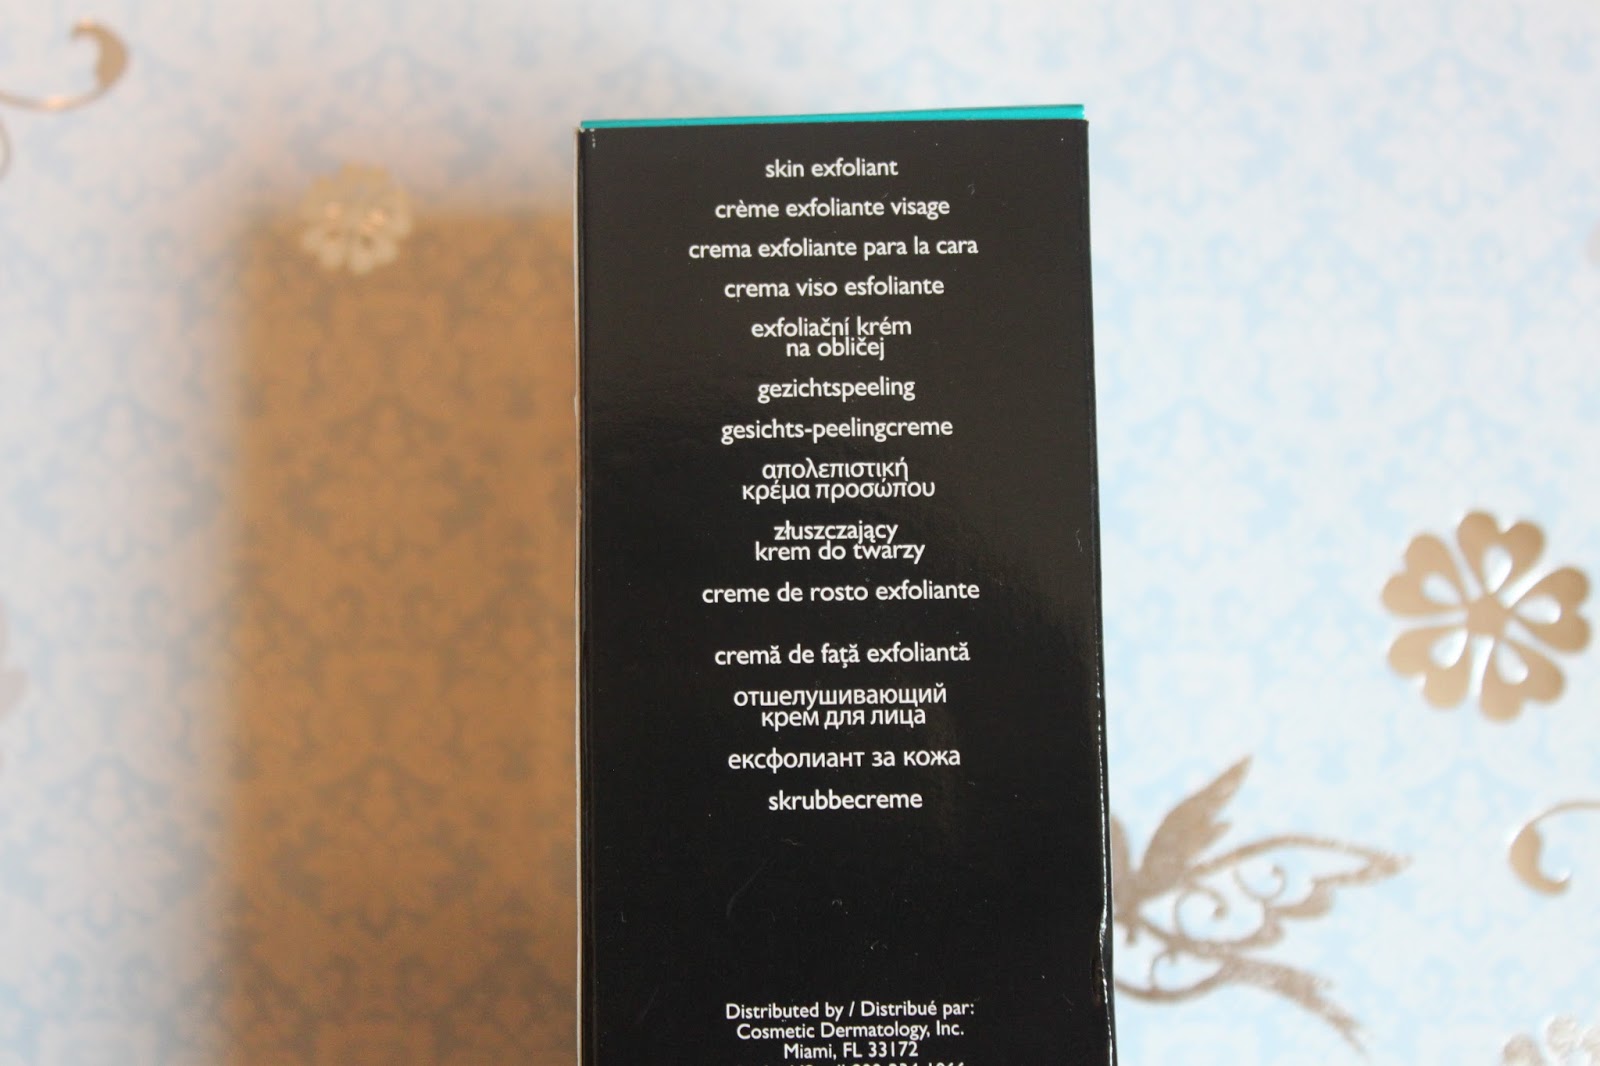 skin exfoliant
crème exfoliante visage
crema exfoliante para la cara
crema viso esfoliante
exfoliační krém
na obličej
gezichtspeeling
gesichts-peelingcreme
απολεπιστική
κρέμα προσώπου
złuszczający
krem do twarzy
creme de rosto exfoliante
cremă de faţă exfoliantă
отшелушивающий
крем для лица
ексфолиант за кожа
skrubbecreme
Distributed by / Distribué par:
Cosmetic Dermatology, Inc.
Miami, FL 33172